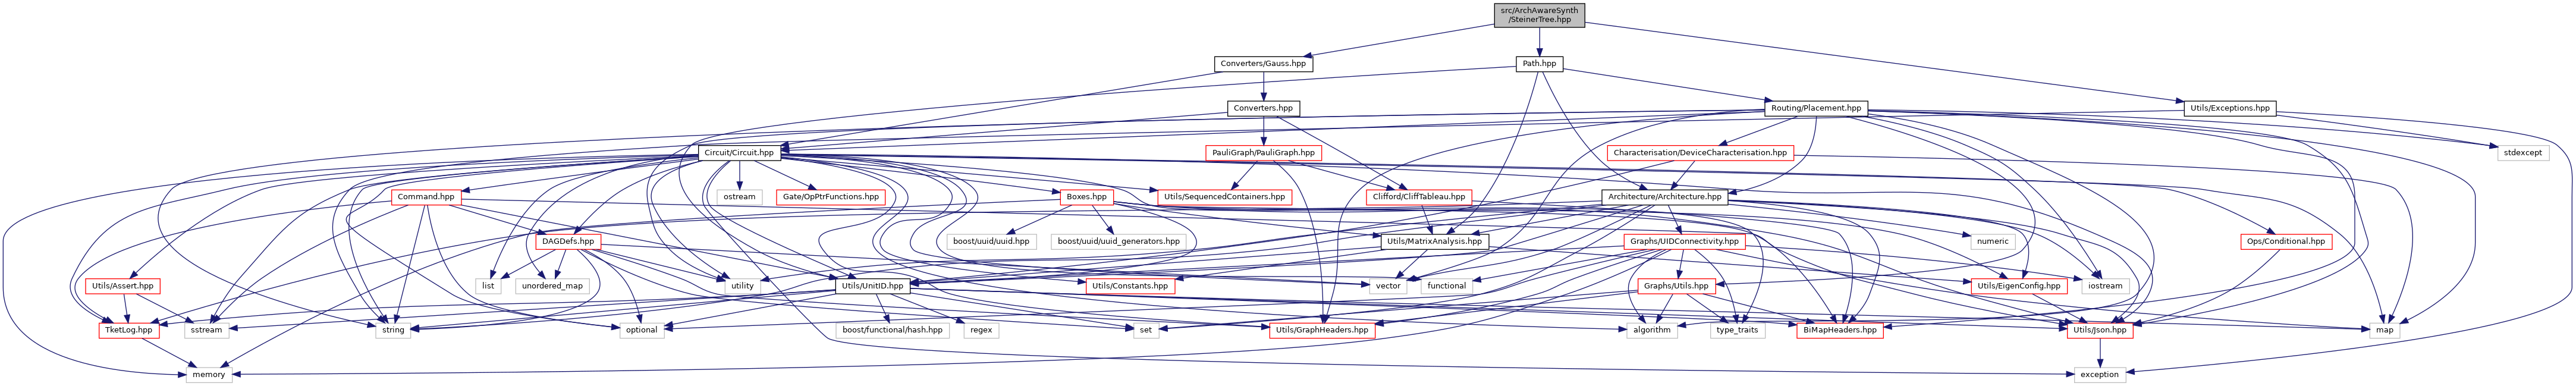 src/ArchAwareSynth
/SteinerTree.hpp
Converters/Gauss.hpp
Path.hpp
Converters.hpp
Routing/Placement.hpp
Utils/Exceptions.hpp
Circuit/Circuit.hpp
PauliGraph/PauliGraph.hpp
Characterisation/DeviceCharacterisation.hpp
stdexcept
Command.hpp
ostream
Gate/OpPtrFunctions.hpp
Boxes.hpp
Utils/SequencedContainers.hpp
Clifford/CliffTableau.hpp
Architecture/Architecture.hpp
DAGDefs.hpp
boost/uuid/uuid.hpp
boost/uuid/uuid_generators.hpp
Utils/MatrixAnalysis.hpp
Graphs/UIDConnectivity.hpp
numeric
Ops/Conditional.hpp
Utils/Assert.hpp
list
unordered_map
utility
Utils/UnitID.hpp
Utils/Constants.hpp
vector
functional
Graphs/Utils.hpp
Utils/EigenConfig.hpp
iostream
TketLog.hpp
sstream
string
optional
boost/functional/hash.hpp
regex
set
Utils/GraphHeaders.hpp
algorithm
type_traits
BiMapHeaders.hpp
Utils/Json.hpp
map
memory
exception